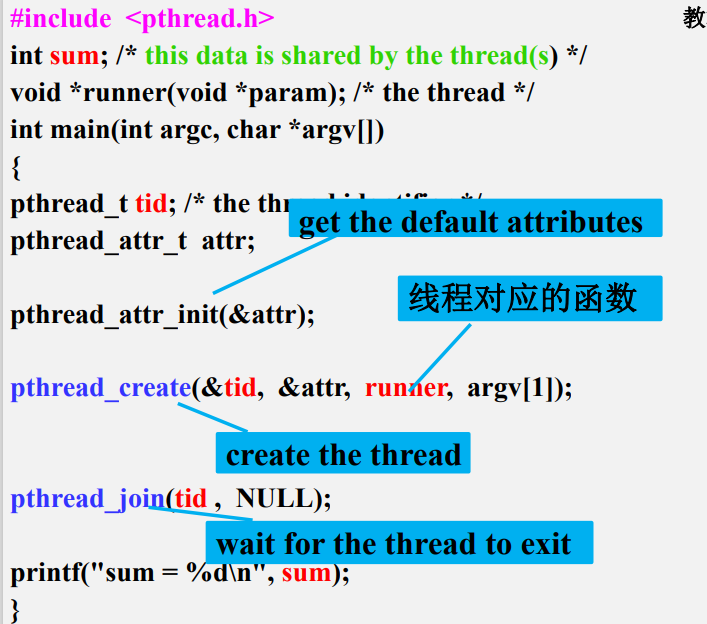 #include <pthread.h>
教
int sum; /* this data is shared by the thread(s) */
void *runner(void *param); /* the thread */
int main(int argc, char *argv[])
{
pthread_t tid; /* the
get the default attributes
pthread_attr_t attr;
pthread_attr_init(&attr);
线程对应的函数
pthread_create(&tid, &attr, runner, argv[1]);
create the thread
pthread_join(tid , NULL);
wait for the thread to exit
printf("sum = %d\n", sum);
}